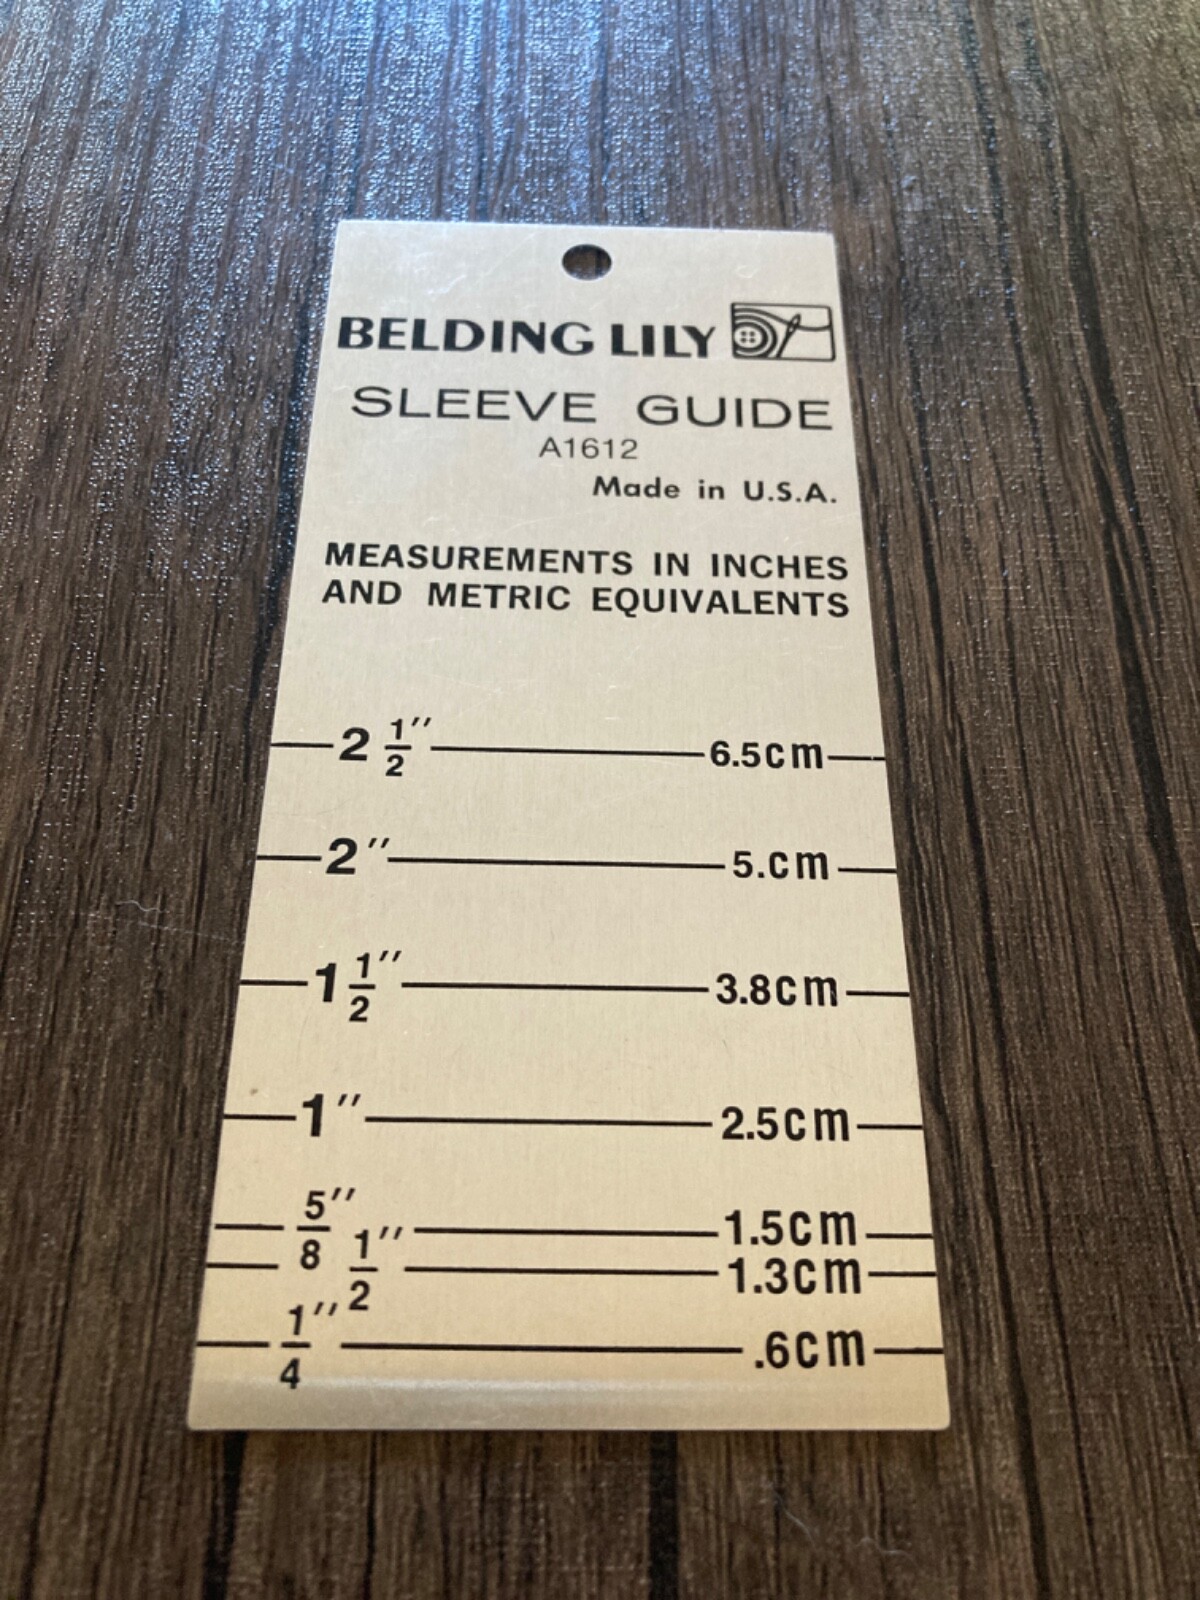 BELDING LILY
SLEEVE GUIDE
A1612
Made in U.S.A.
MEASUREMENTS IN INCHES
AND METRIC EQUIVALENTS
2 1/2" 6.5cm
2" 5.cm
1 1/2" 3.8cm
1" 2.5cm
5/8" 1.5cm
1/2" 1.3cm
1/4" .6cm